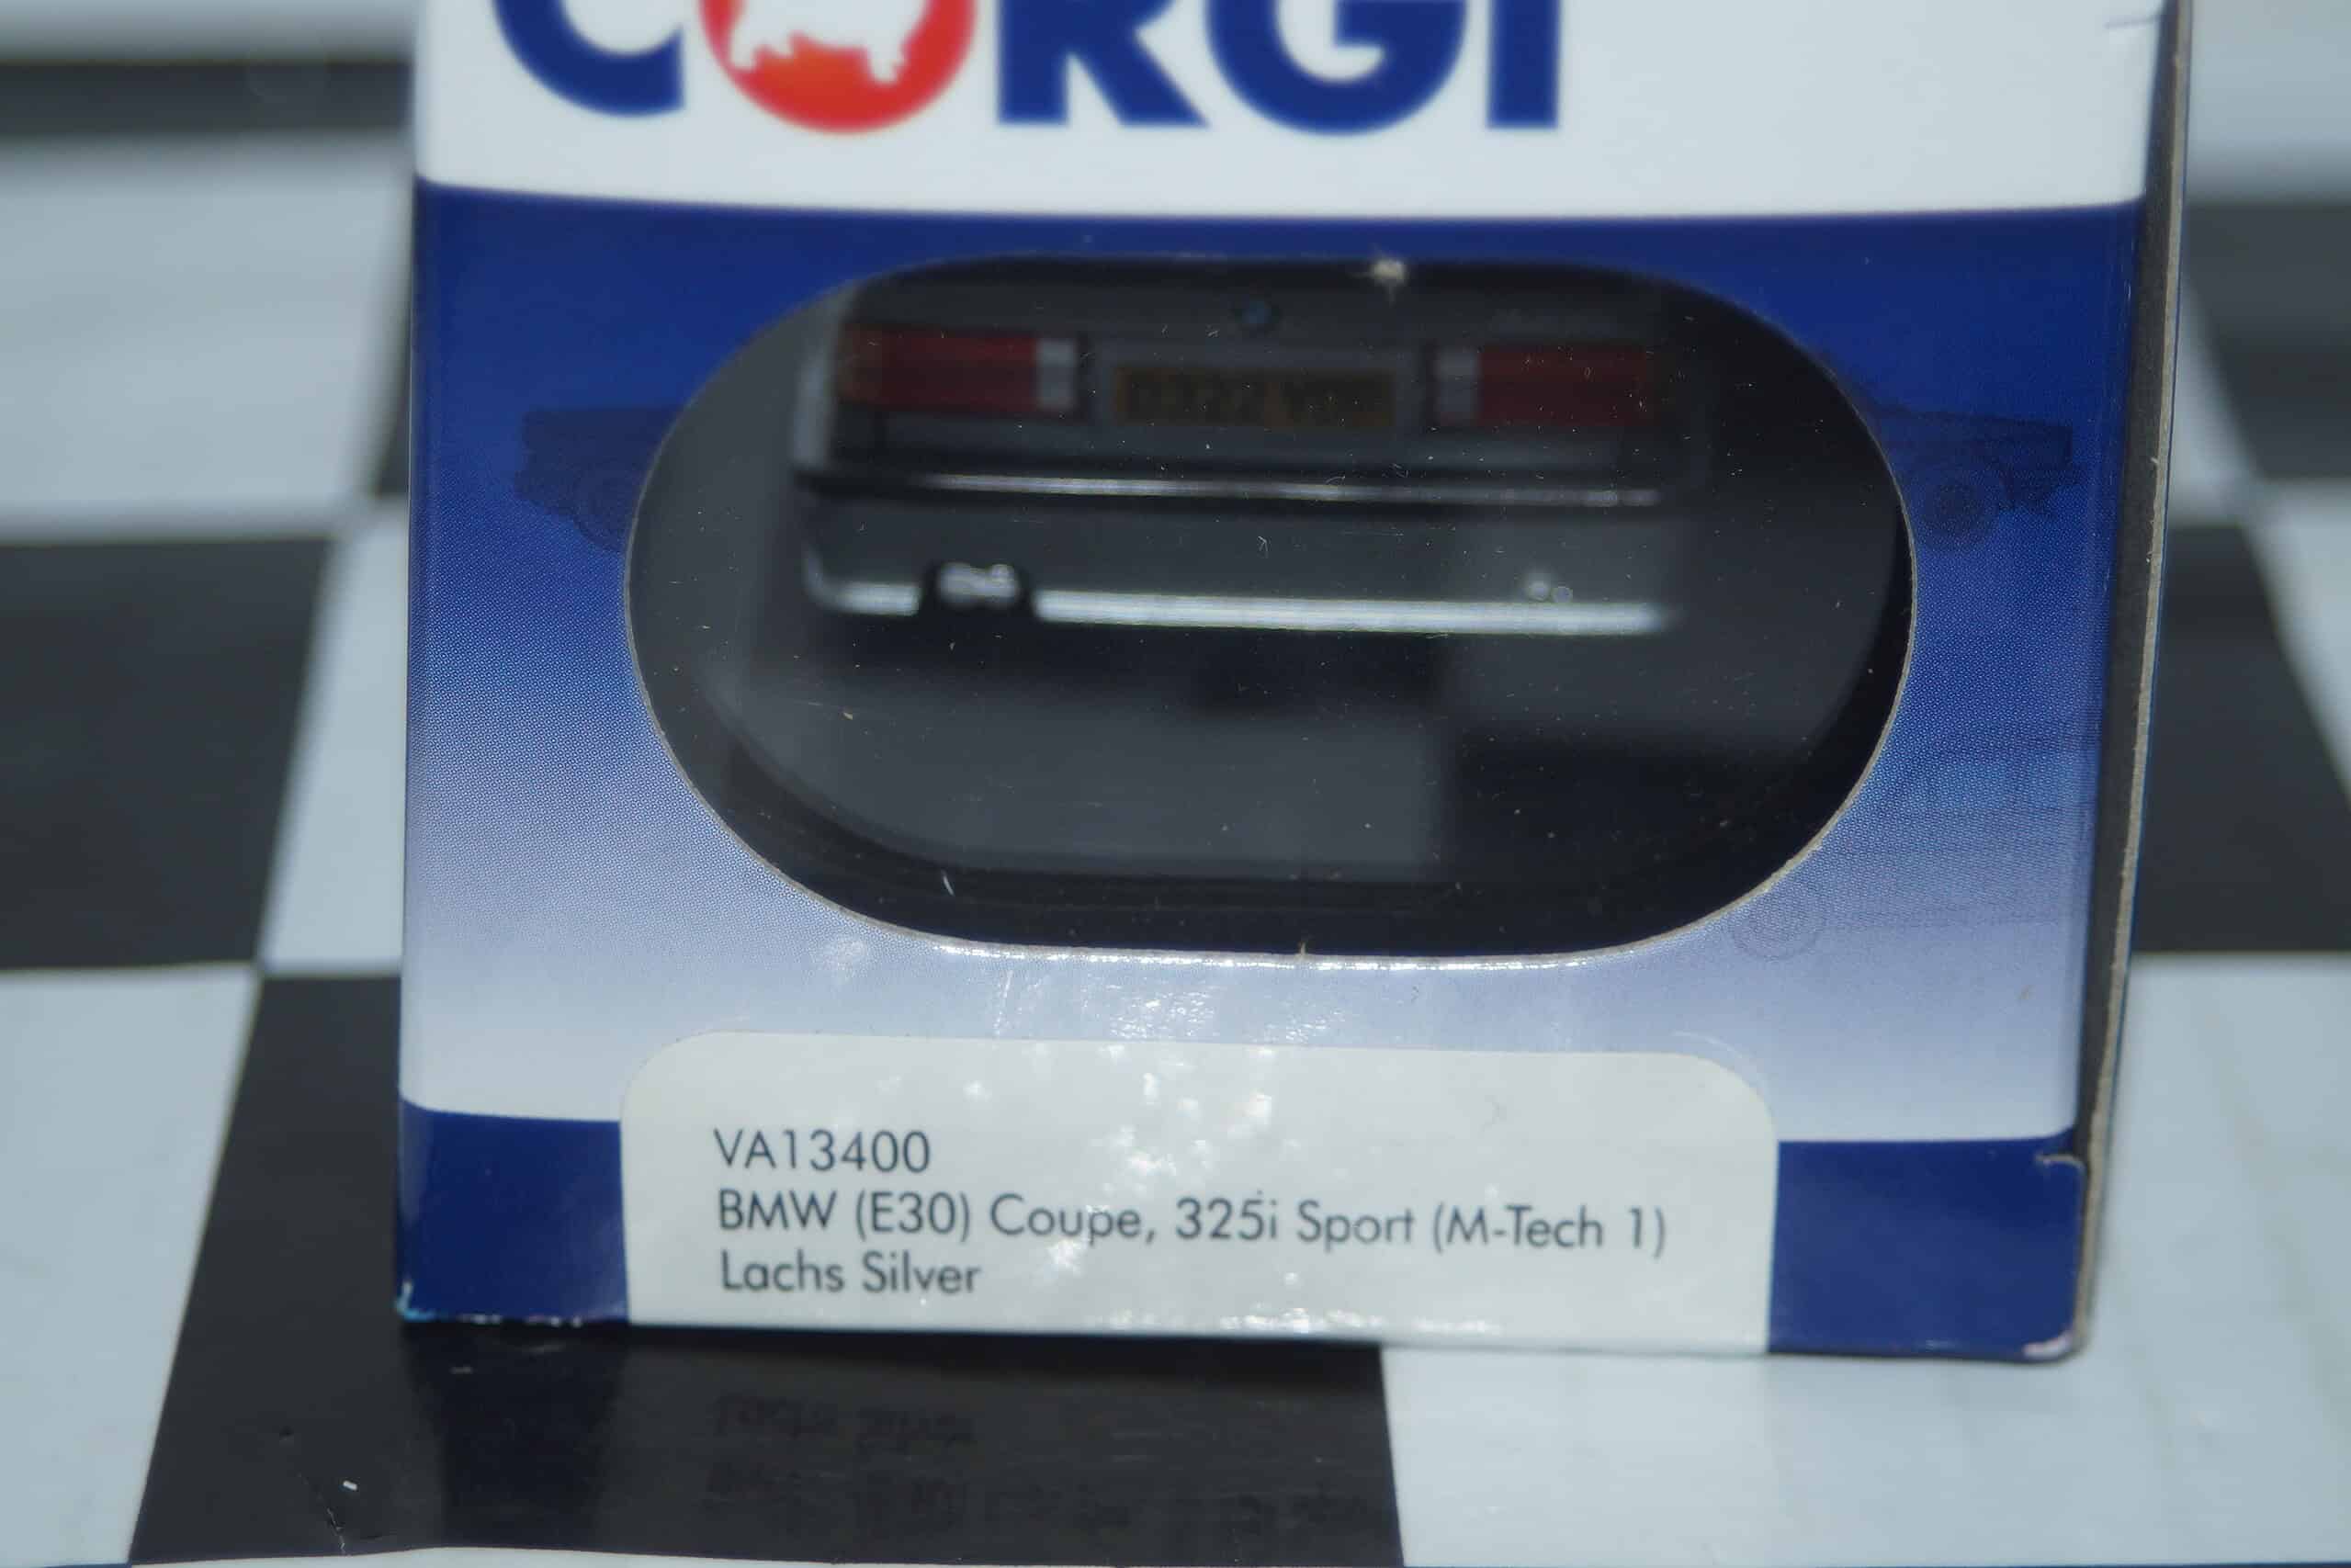 CORGI
VA13400
BMW (E30) Coupe, 325i Sport (M-Tech 1)
Lachs Silver